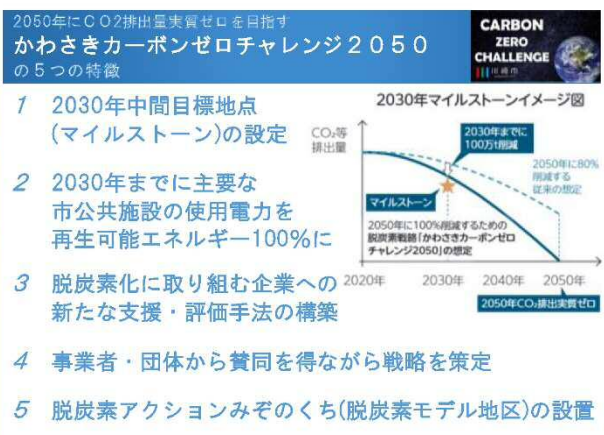 2050年にCO2排出量実質ゼロを目指す
かわさきカーボンゼロチャレンジ2050
の5つの特徴
CARBON
ZERO
CHALLENGE
川崎市
1 2030年中間目標地点
(マイルストーン)の設定
2 2030年までに主要な
市公共施設の使用電力を
再生可能エネルギー100%に
3 脱炭素化に取り組む企業への
新たな支援・評価手法の構築
4 事業者・団体から賛同を得ながら戦略を策定
5 脱炭素アクションみぞのくち(脱炭素モデル地区)の設置
2030年マイルストーンイメージ図
CO₂等
排出量
2030年までに
100万t削減
2050年に80%
削減する
従来の想定
マイルストーン
2050年に100%削減するための
脱炭素戦略「かわさきカーボンゼロ
チャレンジ2050」の想定
2020年 2030年 2040年 2050年
2050年CO₂排出実質ゼロ